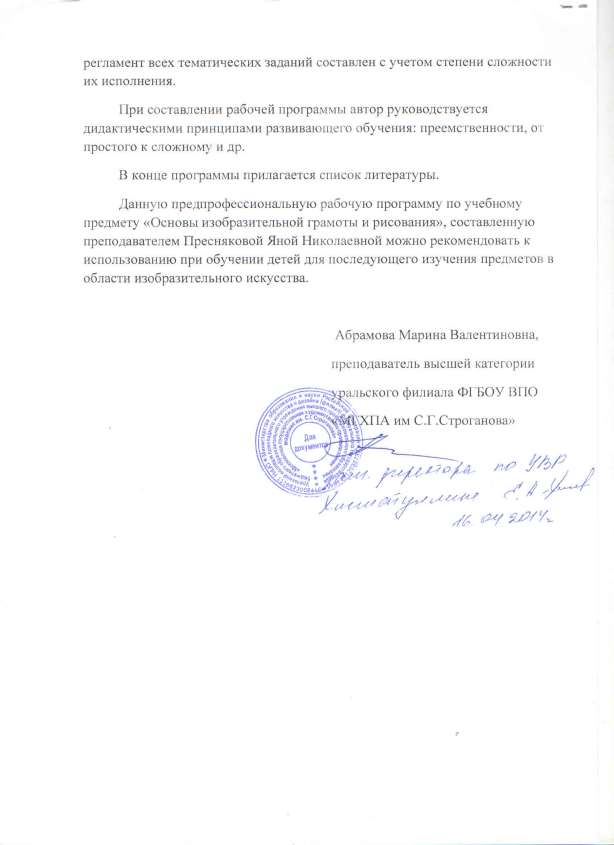 регламент всех тематических заданий составлен с учетом степени сложности
их исполнения.
При составлении рабочей программы автор руководствуется
дидактическими принципами развивающего обучения: преемственности, от
простого к сложному и др.
В конце программы прилагается список литературы.
Данную предпрофессиональную рабочую программу по учебному
предмету «Основы изобразительной грамоты и рисования», составленную
преподавателем Пресняковой Яной Николаевной можно рекомендовать к
использованию при обучении детей для последующего изучения предметов в
области изобразительного искусства.
Абрамова Марина Валентиновна,
преподаватель высшей категории
уральского филиала ФГБОУ ВПО
«МГХПА им С.Г.Строганова»
Для
документов
зам. директора по УВР
16.04.2014г